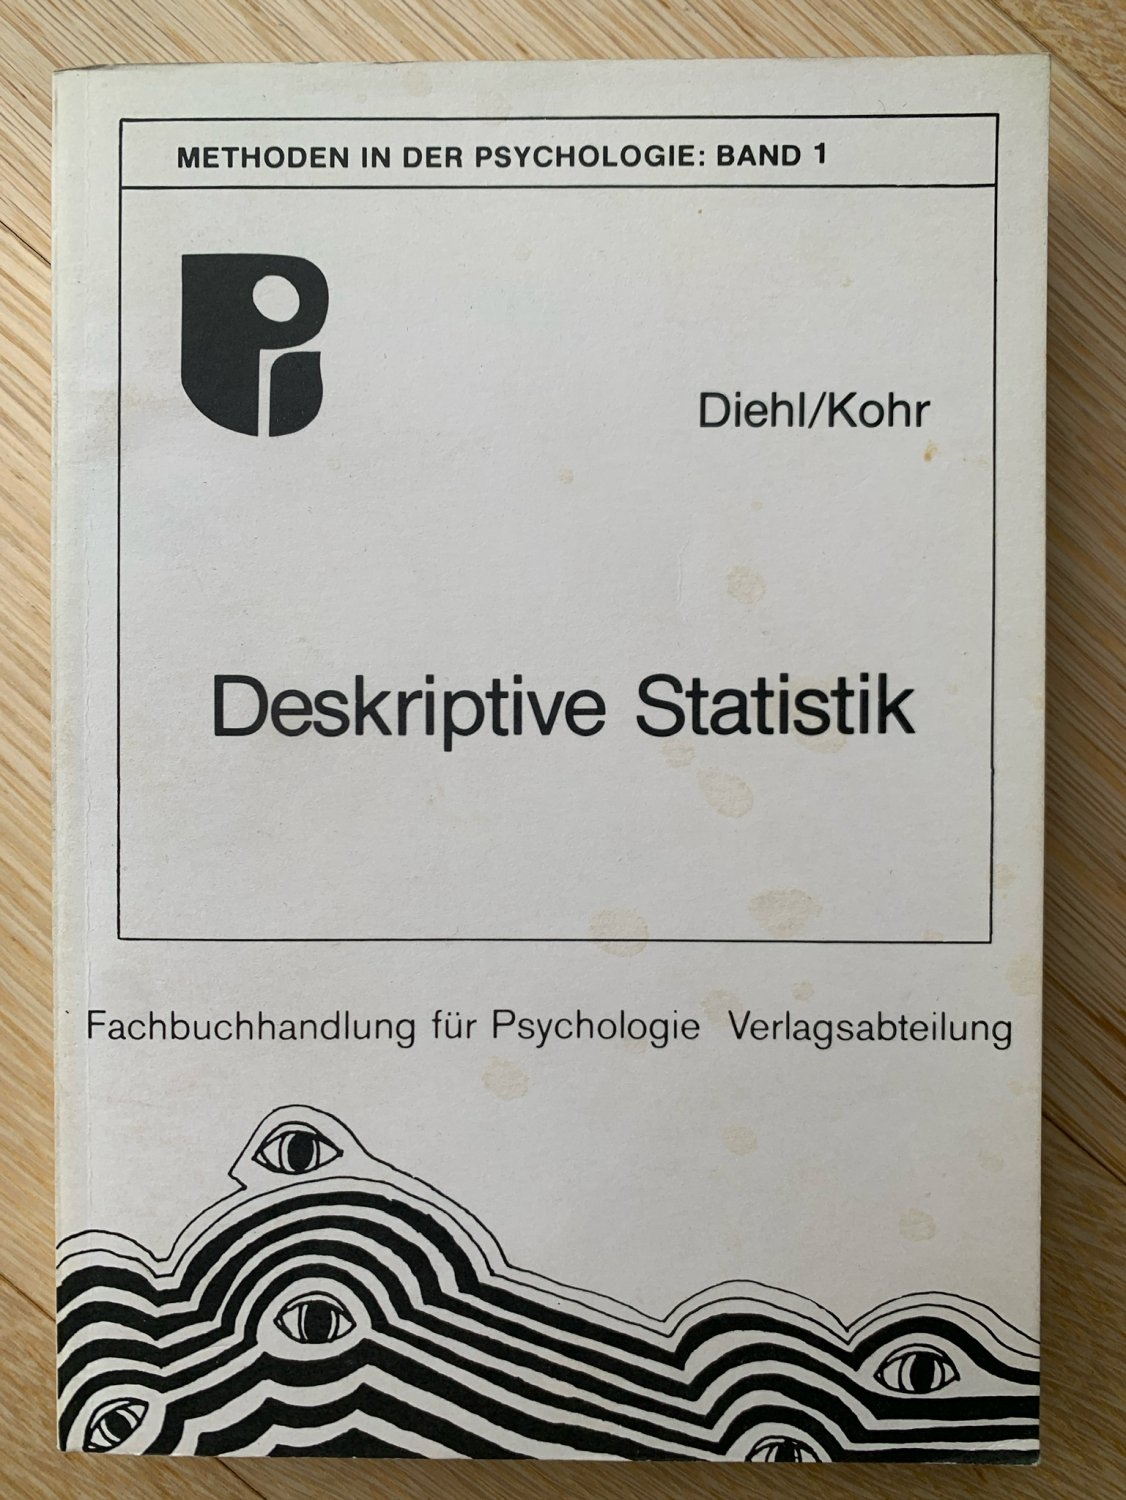 METHODEN IN DER PSYCHOLOGIE: BAND 1
Diehl/Kohr
Deskriptive Statistik
Fachbuchhandlung für Psychologie Verlagsabteilung